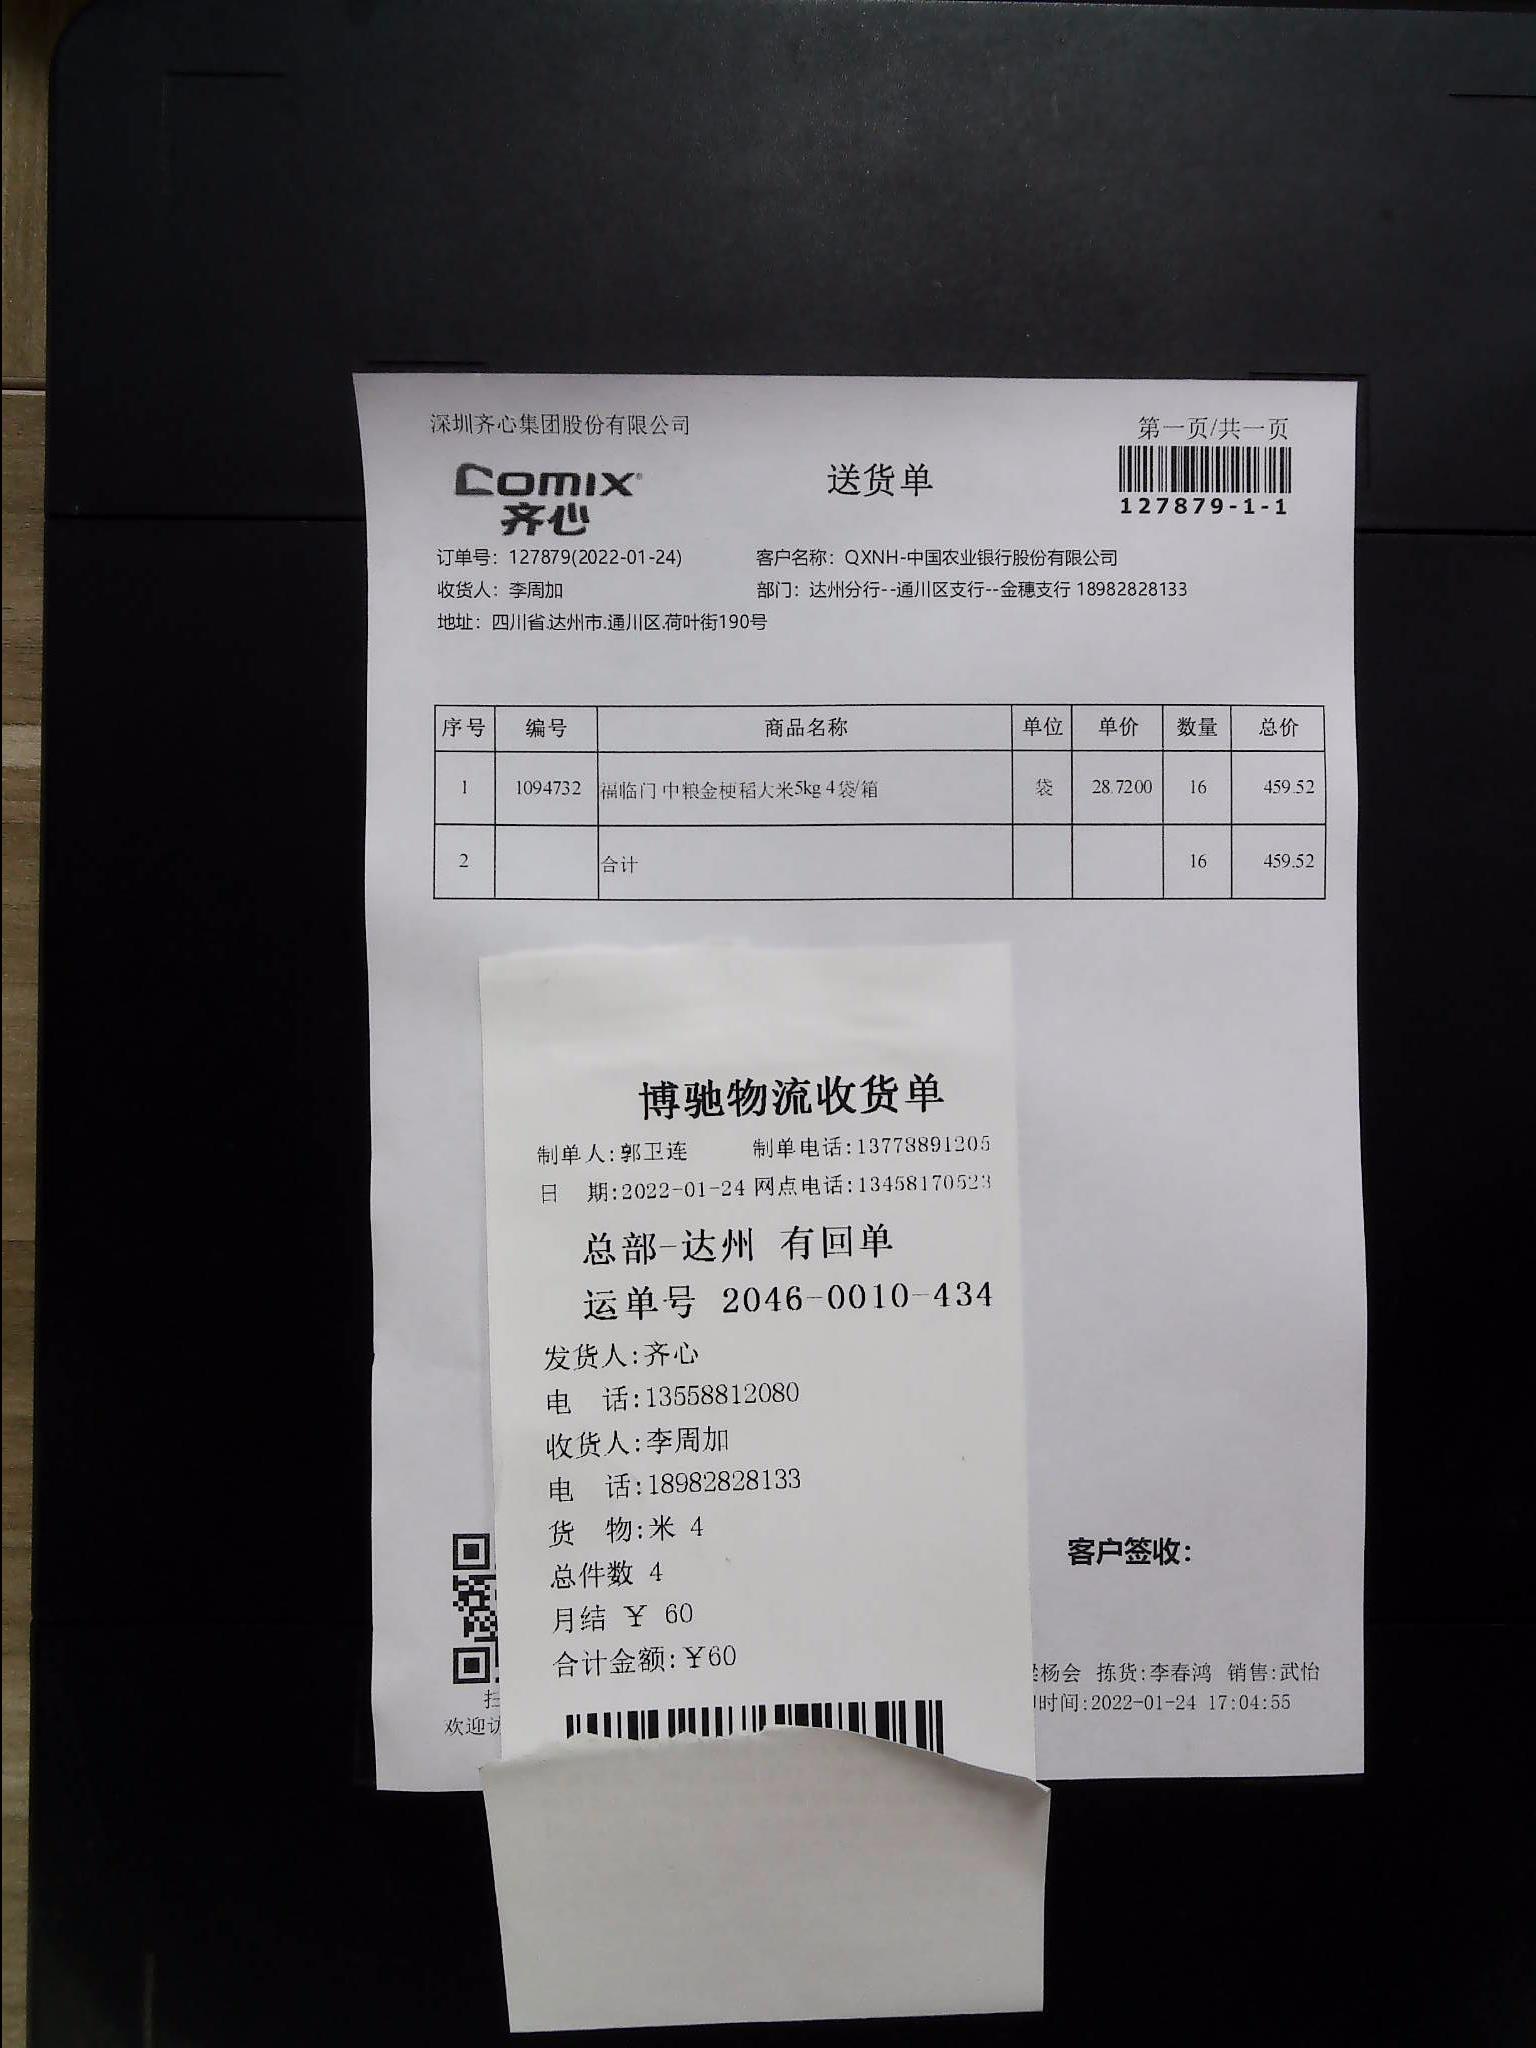 深圳齐心集团股份有限公司
第一页/共一页
Comix®
齐心
送货单
127879-1-1
订单号：127879(2022-01-24) 客户名称：QXNH-中国农业银行股份有限公司
收货人：李周加 部门：达州分行--通川区支行--金穗支行 18982828133
地址：四川省.达州市.通川区.荷叶街190号
序号 编号 商品名称 单位 单价 数量 总价
1 1094732 福临门 中粮金梗稻大米5kg 4袋/箱 袋 28.7200 16 459.52
2 合计 16 459.52
博驰物流收货单
制单人:郭卫连 制单电话:13778891205
日 期:2022-01-24 网点电话:13458170523
总部-达州 有回单
运单号 2046-0010-434
发货人:齐心
电 话:13558812080
收货人:李周加
电 话:18982828133
货 物:米 4
总件数 4
月结 ¥ 60
合计金额:¥60
客户签收：
杨会 拣货:李春鸿 销售:武怡
时间:2022-01-24 17:04:55
扫
欢迎访